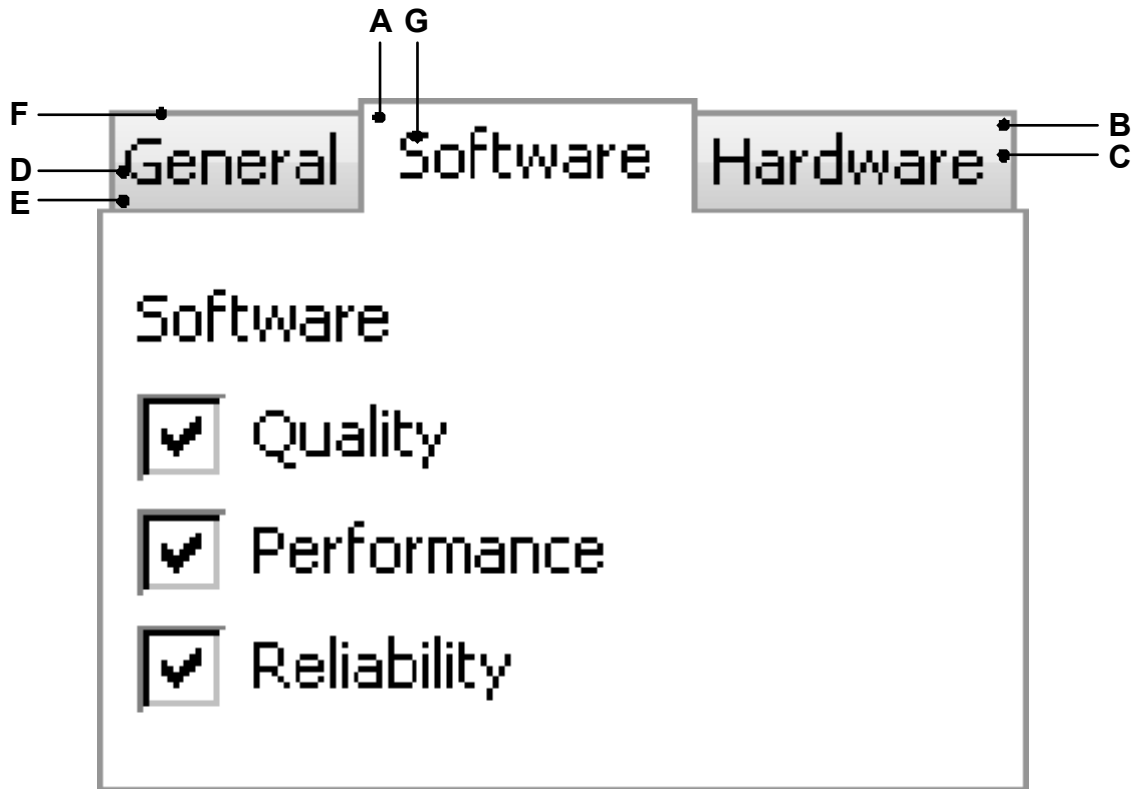 A G
F
B
General Software Hardware
D
C
E
Software
Quality
Performance
Reliability